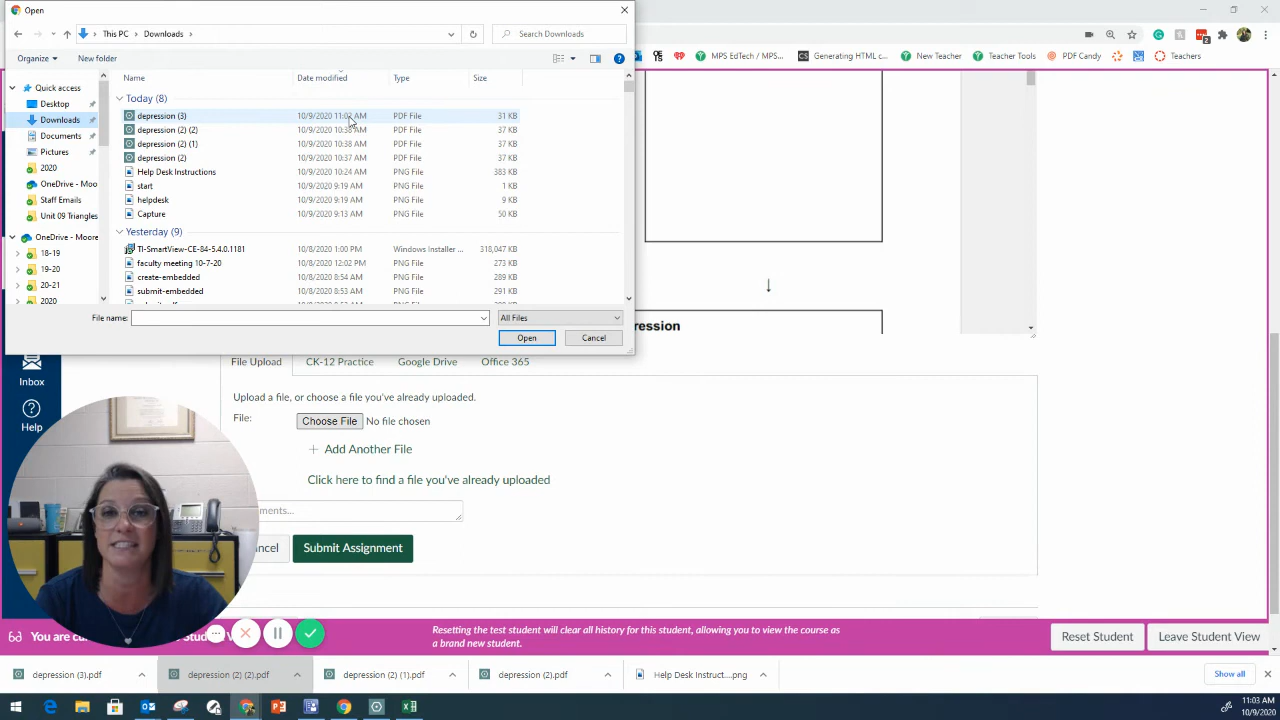 Open
This PC > Downloads >
Search Downloads
Organize
New folder
Name
Date modified
Type
Size
Quick access
Desktop
Downloads
Documents
Pictures
2020
OneDrive - Moo
Staff Emails
Unit 09 Triangles
OneDrive - Moore
18-19
19-20
20-21
2020
Today (8)
depression (3) 10/9/2020 11:02 AM PDF File 31 KB
depression (2) (2) 10/9/2020 10:38 AM PDF File 37 KB
depression (2) (1) 10/9/2020 10:38 AM PDF File 37 KB
depression (2) 10/9/2020 10:37 AM PDF File 37 KB
Help Desk Instructions 10/9/2020 10:24 AM PNG File 383 KB
start 10/9/2020 9:19 AM PNG File 1 KB
helpdesk 10/9/2020 9:19 AM PNG File 9 KB
Capture 10/9/2020 9:13 AM PNG File 50 KB
Yesterday (9)
TI-SmartView-CE-84-5.4.0.1181 10/8/2020 1:00 PM Windows Installer ... 318,047 KB
faculty meeting 10-7-20 10/8/2020 12:02 PM PNG File 273 KB
create-embedded 10/8/2020 8:54 AM PNG File 289 KB
submit-embedded 10/8/2020 8:53 AM PNG File 291 KB
File name:
All Files
Open
Cancel
MPS EdTech / MPS...
Generating HTML c...
New Teacher
Teacher Tools
PDF Candy
Teachers
↓
ression
File Upload
CK-12 Practice
Google Drive
Office 365
Upload a file, or choose a file you've already uploaded.
File:
Choose File
No file chosen
+ Add Another File
Click here to find a file you've already uploaded
ments...
ncel
Submit Assignment
Inbox
Help
You are cu
Stud
V
Resetting the test student will clear all history for this student, allowing you to view the course as
a brand new student.
Reset Student
Leave Student View
depression (3).pdf
depression (2) (2).pdf
depression (2) (1).pdf
depression (2).pdf
Help Desk Instruct....png
Show all
11:03 AM
10/9/2020